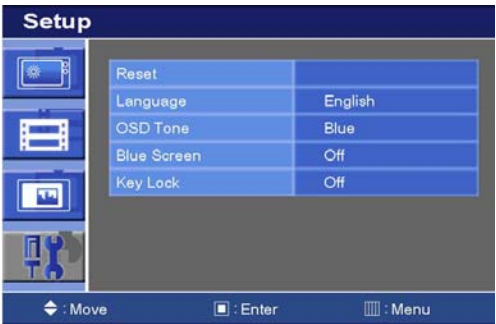 Setup
Reset
Language English
OSD Tone Blue
Blue Screen Off
Key Lock Off
: Move : Enter : Menu